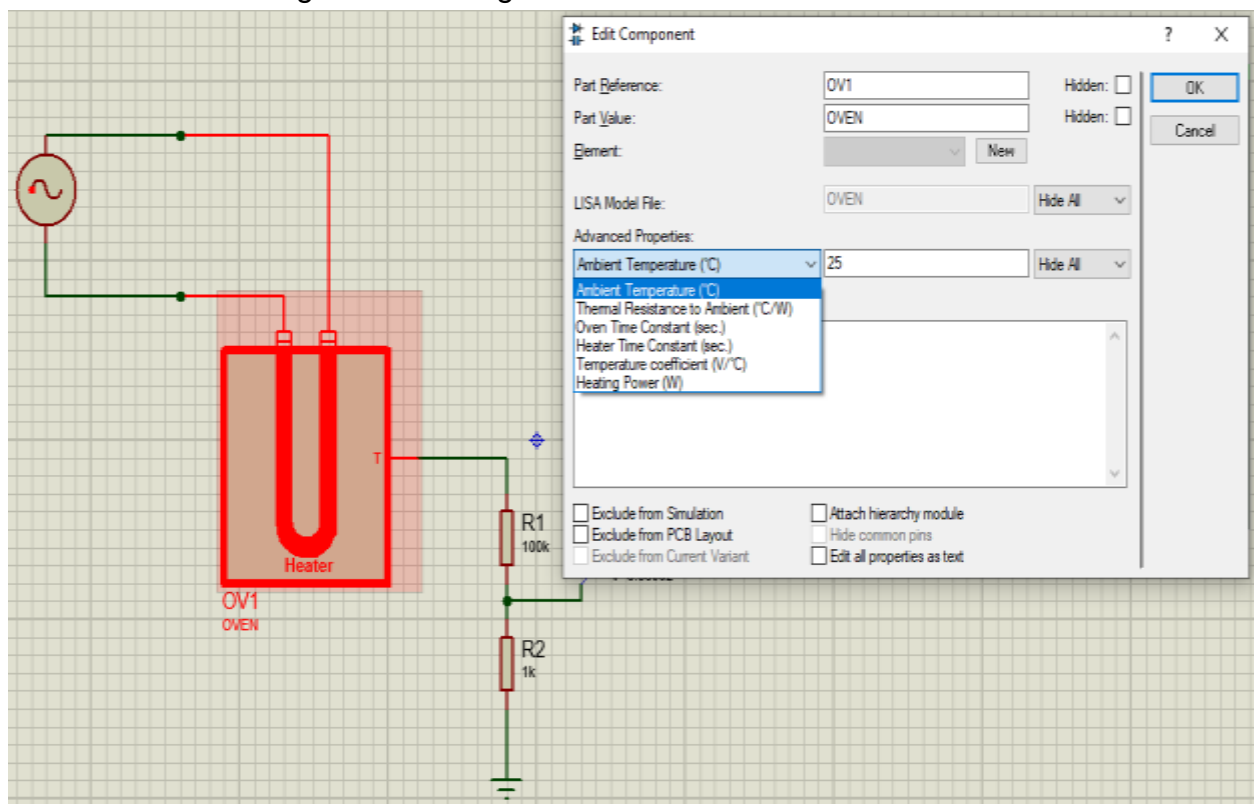 Edit Component
? X
Part Reference:
OV1
Hidden:
OK
Part Value:
OVEN
Hidden:
Cancel
Element:
New
LISA Model File:
OVEN
Hide All
Advanced Properties:
Ambient Temperature (°C)
25
Hide All
Ambient Temperature (°C)
Thermal Resistance to Ambient (°C/W)
Oven Time Constant (sec.)
Heater Time Constant (sec.)
Temperature coefficient (V/°C)
Heating Power (W)
Exclude from Simulation
Attach hierarchy module
Exclude from PCB Layout
Hide common pins
Exclude from Current Variant
Edit all properties as text
T
Heater
OV1
OVEN
R1
100k
R2
1k